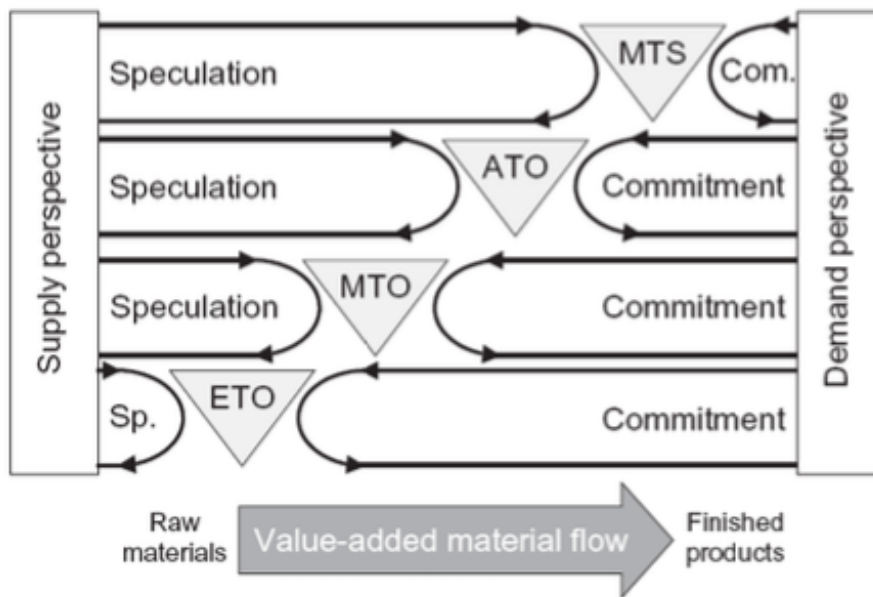 Supply perspective
Speculation
MTS
Com.
Speculation
ATO
Commitment
Speculation
MTO
Commitment
Sp.
ETO
Commitment
Demand perspective
Raw
materials
Value-added material flow
Finished
products